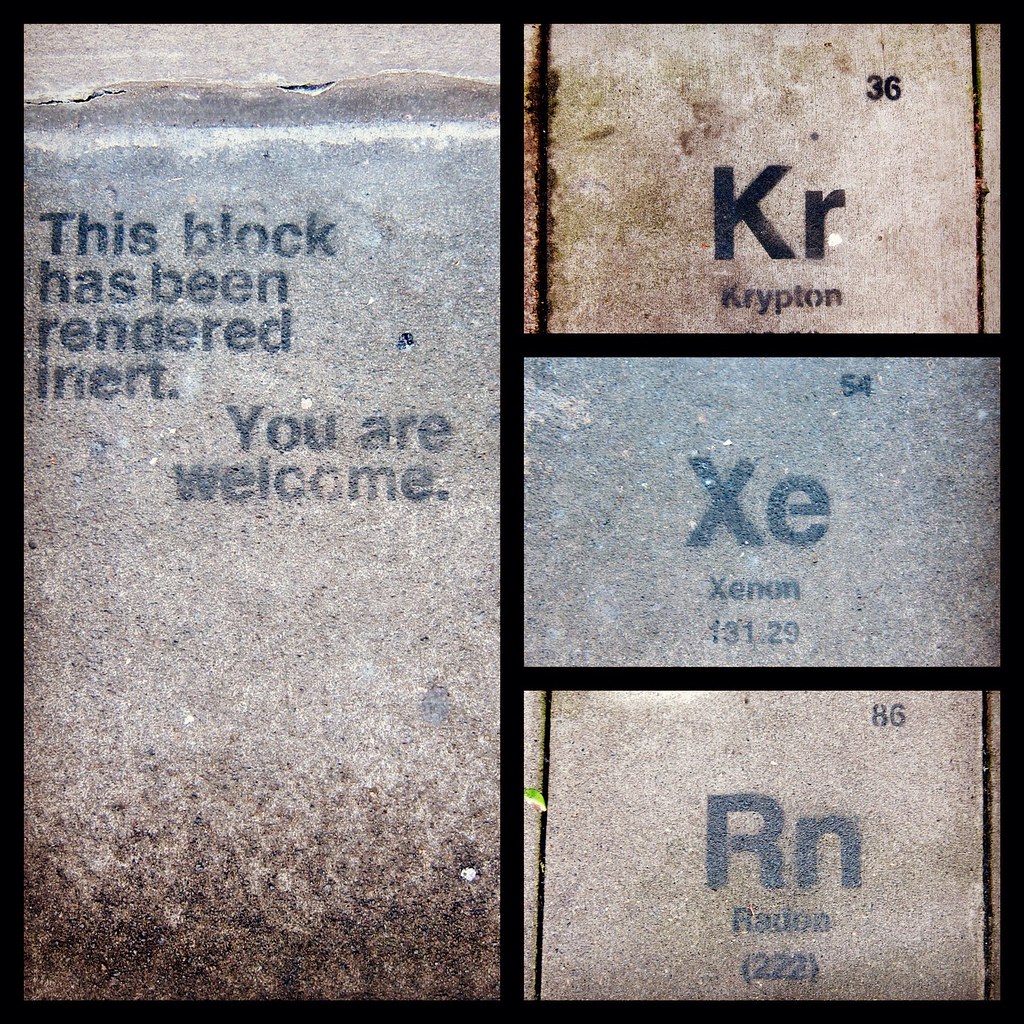 This block
has been
rendered
inert.
You are
welcome.
36
Kr
Krypton
54
Xe
Xenon
131.29
86
Rn
Radon
(222)